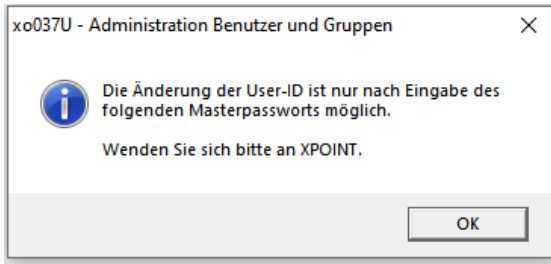 xo037U - Administration Benutzer und Gruppen
Die Änderung der User-ID ist nur nach Eingabe des
folgenden Masterpassworts möglich.
Wenden Sie sich bitte an XPOINT.
OK